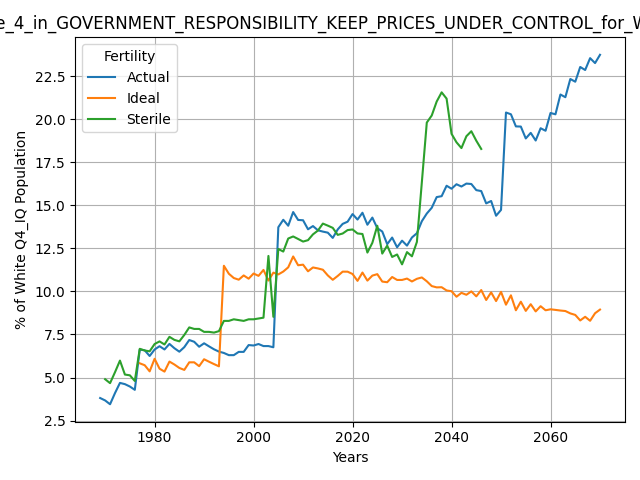 e_4_in_GOVERNMENT_RESPONSIBILITY_KEEP_PRICES_UNDER_CONTROL_for_W
Fertility
Actual
Ideal
Sterile
% of White Q4_IQ Population
22.5
20.0
17.5
15.0
12.5
10.0
7.5
5.0
2.5
1980 2000 2020 2040 2060
Years